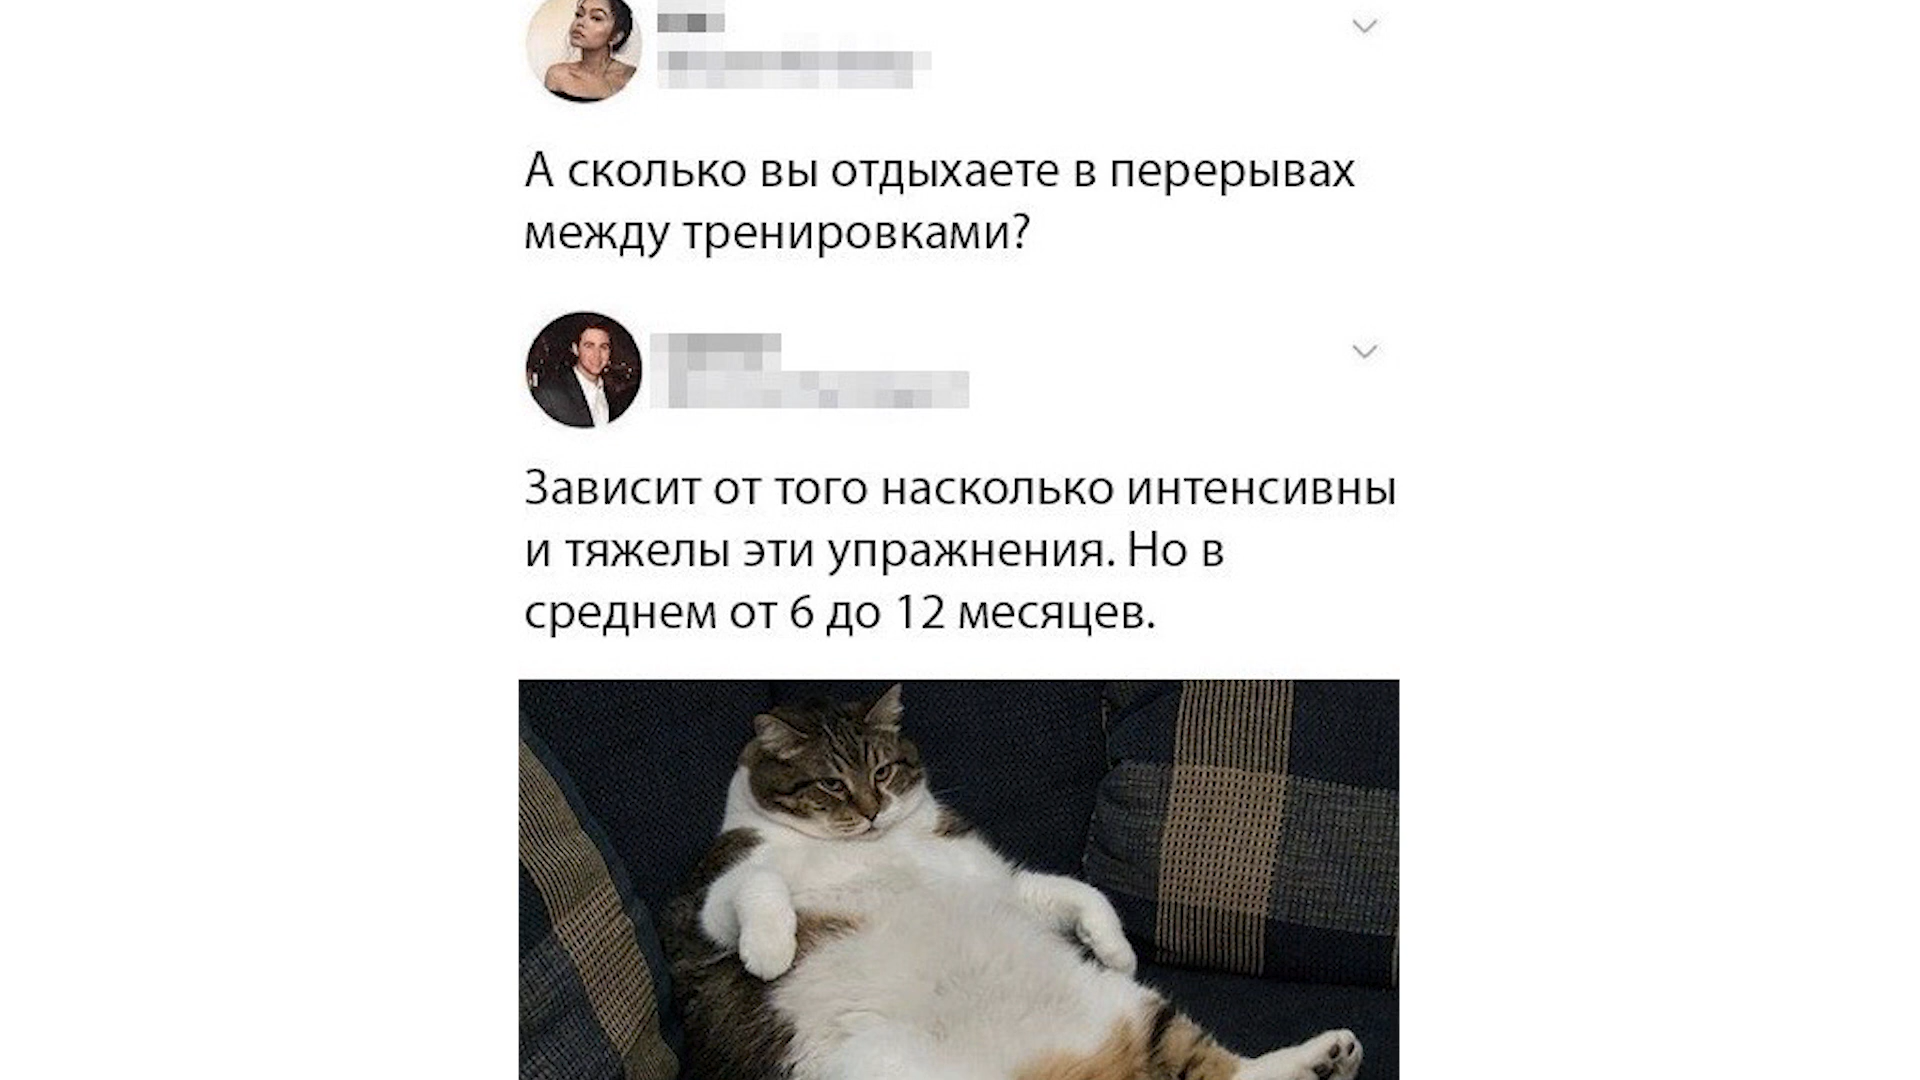 А сколько вы отдыхаете в перерывах
между тренировками?
Зависит от того насколько интенсивны
и тяжелы эти упражнения. Но в
среднем от 6 до 12 месяцев.